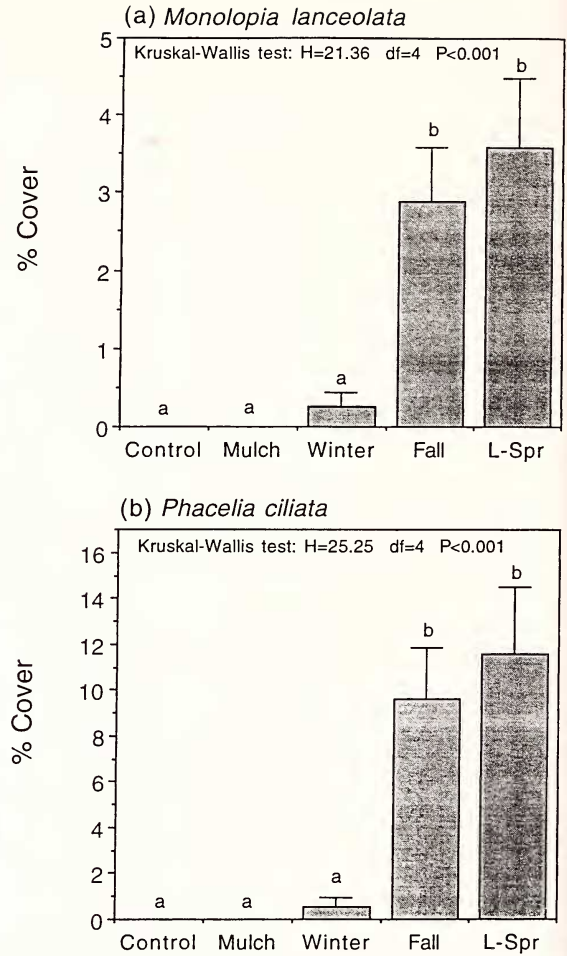 (a) Monolopia lanceolata
Kruskal-Wallis test: H=21.36 df=4 P<0.001
% Cover
5
4
3
2
1
0
a
a
a
b
b
Control Mulch Winter Fall L-Spr
(b) Phacelia ciliata
Kruskal-Wallis test: H=25.25 df=4 P<0.001
% Cover
16
14
12
10
8
6
4
2
0
a
a
a
b
b
Control Mulch Winter Fall L-Spr